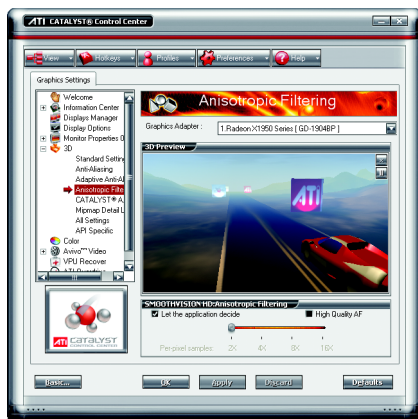 ATI CATALYST® Control Center
View
Hotkeys
Profiles
Preferences
Help
Graphics Settings
Welcome
Information Center
Displays Manager
Display Options
Monitor Properties 0
3D
Standard Setting
Anti-Aliasing
Adaptive Anti-Al
Anisotropic Filte
CATALYST® A.
Mipmap Detail L
All Settings
API Specific
Color
Avivo™ Video
VPU Recover
ATI Overdrive
ATI CATALYST
CONTROL CENTER
Anisotropic Filtering
Graphics Adapter :
1.Radeon X1950 Series [ GD-1904BP ]
3D Preview
ATI
SMOOTHVISION HD:Anisotropic Filtering
Let the application decide
High Quality AF
Per-pixel samples:
2X
4X
8X
16X
Basic...
OK
Apply
Discard
Defaults